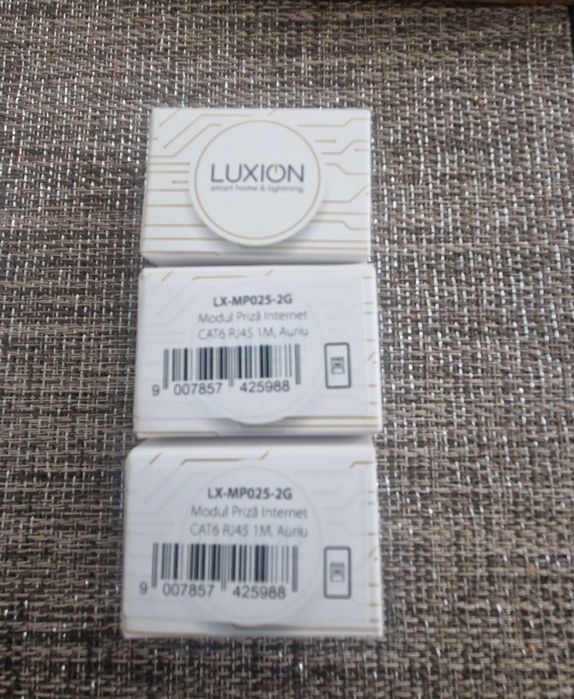 LUXION
smart home & lightning
LX-MP025-2G
Modul Priză Internet
CAT6 RJ45 1M, Auriu
9 007857 425988
LX-MP025-2G
Modul Priză Internet
CAT6 RJ45 1M, Auriu
9 007857 425988